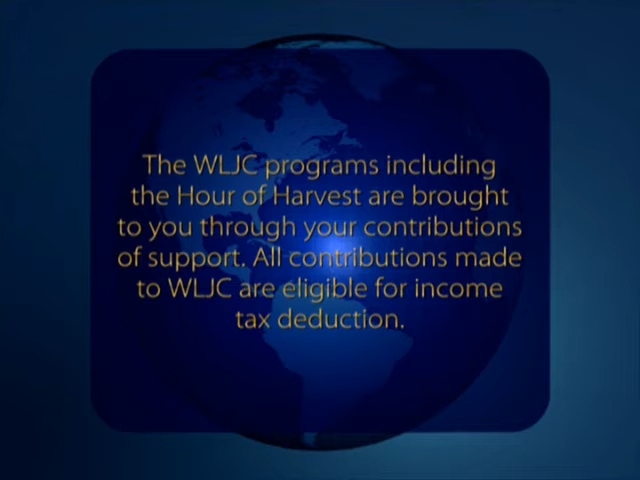 The WLJC programs including
the Hour of Harvest are brought
to you through your contributions
of support. All contributions made
to WLJC are eligible for income
tax deduction.